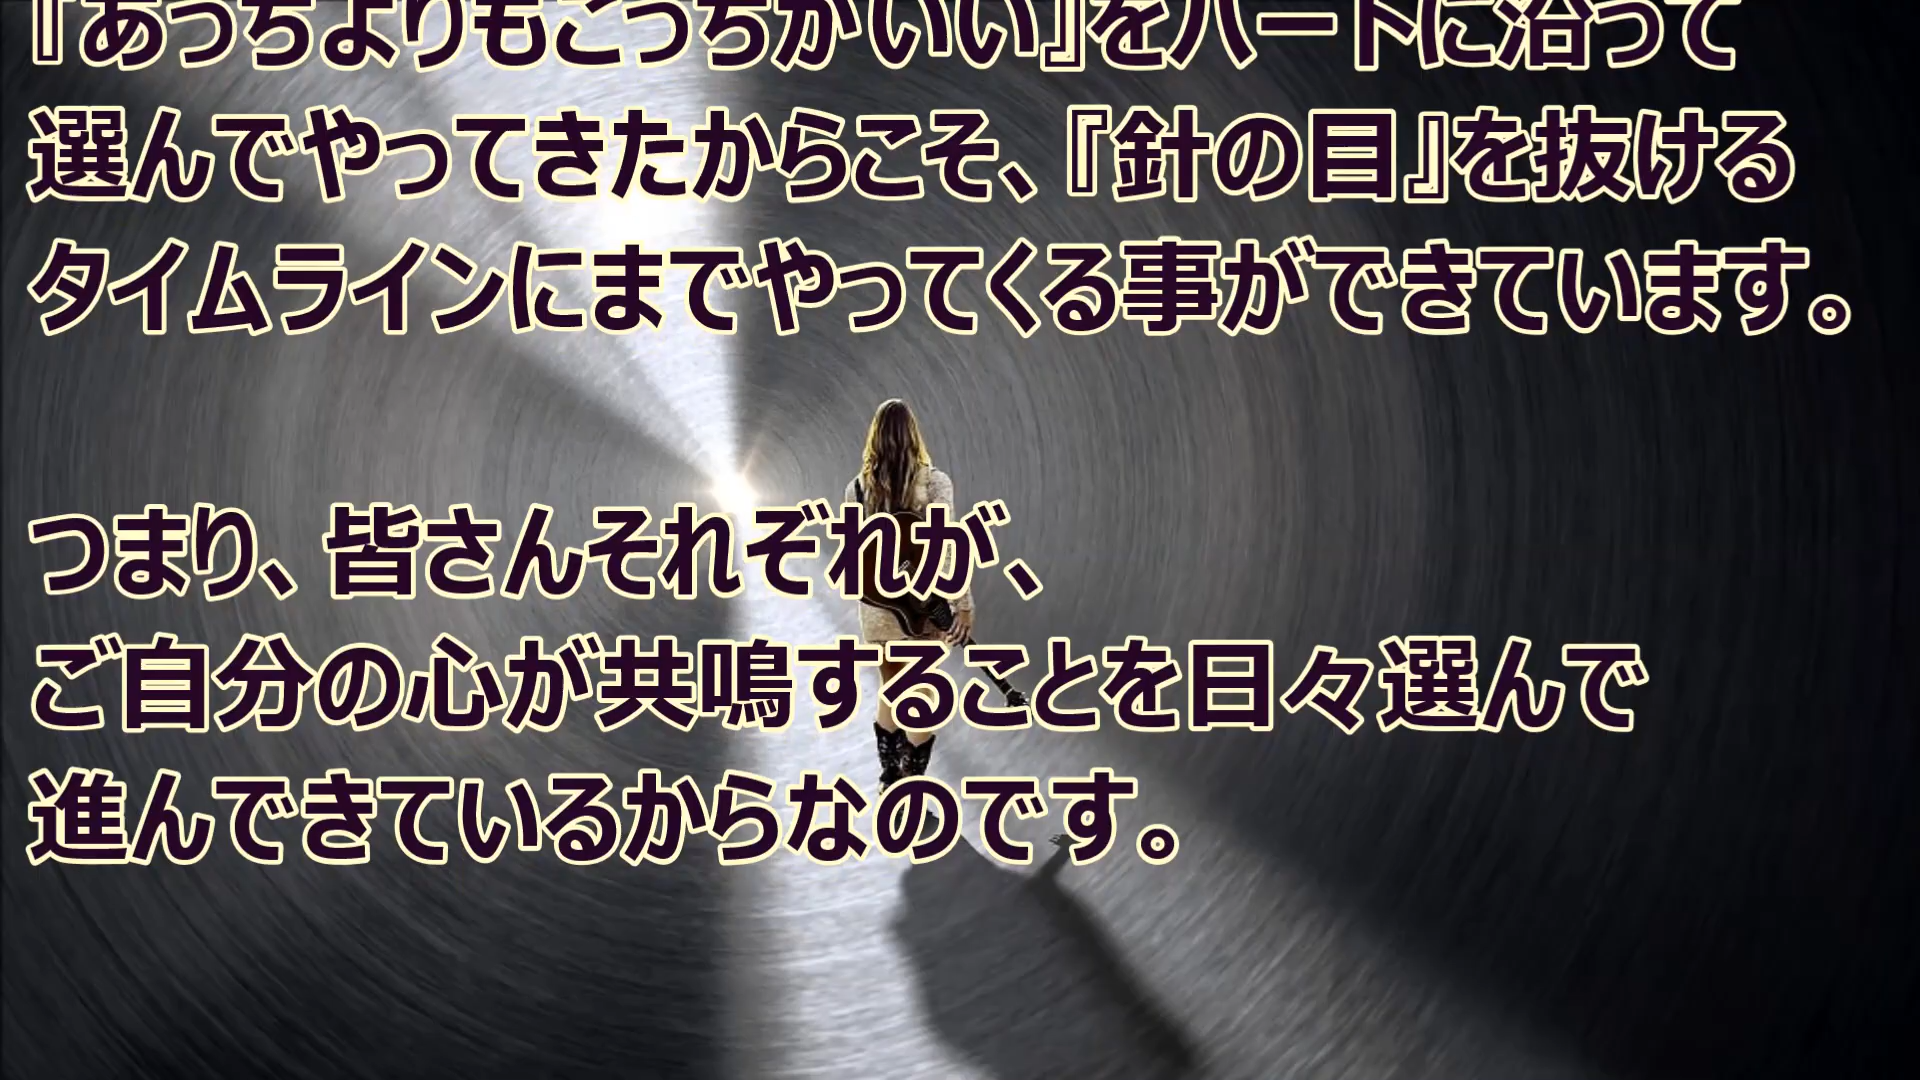 『あっちよりもこっちがいい』をハートに沿って
選んでやってきたからこそ、『針の目』を抜ける
タイムラインにまでやってくる事ができています。
つまり、皆さんそれぞれが、
ご自分の心が共鳴することを日々選んで
進んできているからなのです。